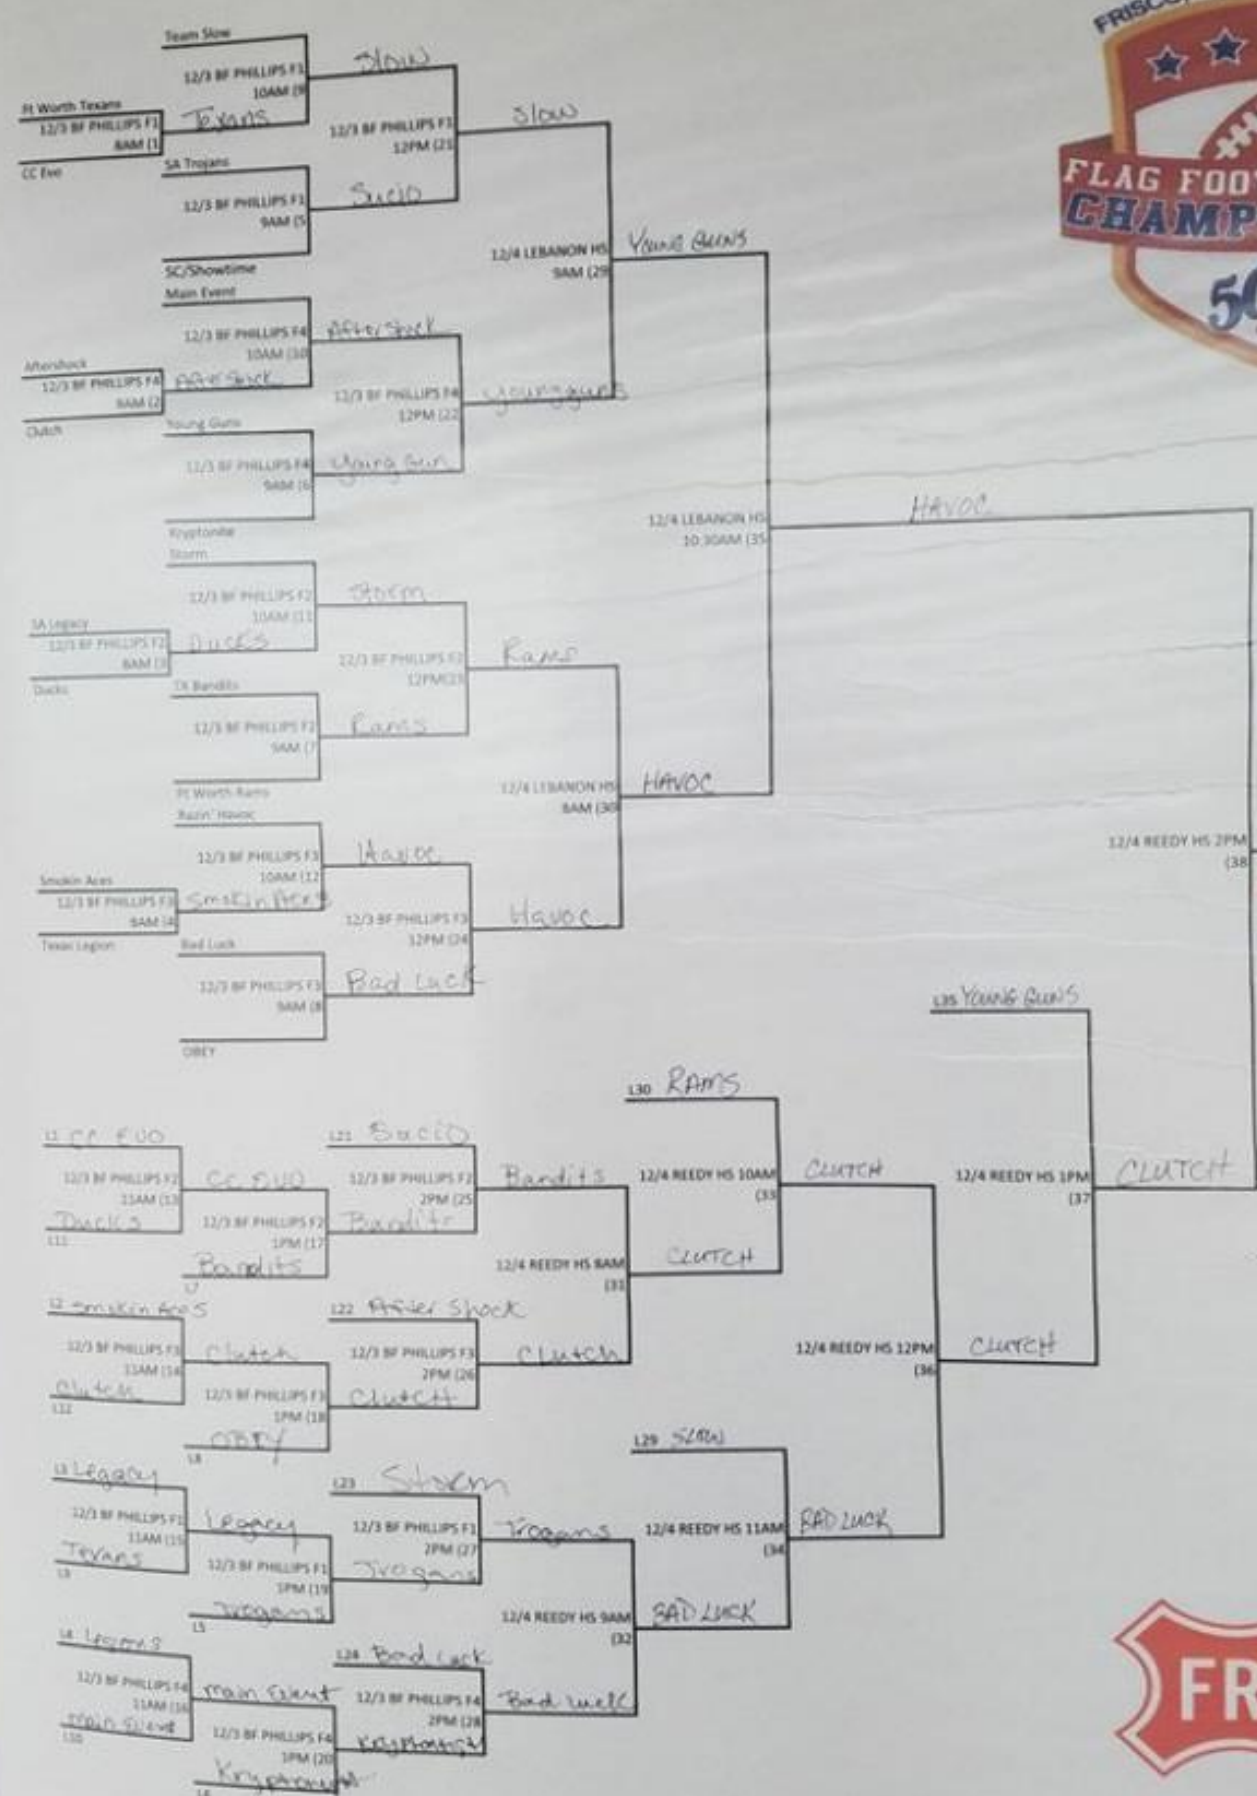 FRISCO,
FLAG FOO
CHAMP
50
Team Slow
12/3 BF PHILLIPS F1
10AM (9
Slow
Ft Worth Texans
12/3 BF PHILLIPS F1
8AM (1
Texans
CC Evo
12/3 BF PHILLIPS F1
12PM (21
Slow
SA Trojans
12/3 BF PHILLIPS F1
9AM (5
Sucio
SC/Showtime
12/4 LEBANON HS
9AM (29
YOUNG GUNS
Main Event
12/3 BF PHILLIPS F4
10AM (10
AfterShock
Aftershock
12/3 BF PHILLIPS F4
8AM (2
AfterShock
Clutch
12/3 BF PHILLIPS F4
12PM (22
Young guns
Young Guns
12/3 BF PHILLIPS F4
9AM (6
Young Gun
Kryptonite
12/4 LEBANON HS
10:30AM (35
HAVOC
Storm
12/3 BF PHILLIPS F2
10AM (11
Storm
SA Legacy
12/3 BF PHILLIPS F2
8AM (3
DUCKS
Ducks
12/3 BF PHILLIPS F2
12PM(23
Rams
TX Bandits
12/3 BF PHILLIPS F2
9AM (7
Rams
Ft Worth Rams
12/4 LEBANON HS
8AM (30
HAVOC
Razin' Havoc
12/3 BF PHILLIPS F3
10AM (12
Havoc
Smokin Aces
12/3 BF PHILLIPS F3
8AM (4
Smokin Aces
Texas Legion
12/3 BF PHILLIPS F3
12PM (24
Havoc
Bad Luck
12/3 BF PHILLIPS F3
9AM (8
Bad Luck
OBEY
12/4 REEDY HS 2PM
(38
L35 YOUNG GUNS
L30 RAMS
L1 CC EVO
12/3 BF PHILLIPS F2
11AM (13
CC EVO
Ducks
L11
L21 Sucio
12/3 BF PHILLIPS F2
2PM (25
Bandits
12/3 BF PHILLIPS F2
1PM (17
Bandits
Bandits
12/4 REEDY HS 10AM
(33
CLUTCH
12/4 REEDY HS 1PM
(37
CLUTCH
12/4 REEDY HS 8AM
(31
CLUTCH
L2 Smokin Aces
12/3 BF PHILLIPS F3
11AM (14
Clutch
Clutch
L12
L22 After Shock
12/3 BF PHILLIPS F3
2PM (26
Clutch
12/3 BF PHILLIPS F3
1PM (18
Clutch
OBEY
L8
12/4 REEDY HS 12PM
(36
CLUTCH
L29 SLOW
L3 Legacy
12/3 BF PHILLIPS F1
11AM (15
Legacy
Texans
L9
L23 Storm
12/3 BF PHILLIPS F1
2PM (27
Trogans
12/3 BF PHILLIPS F1
1PM (19
Trogans
Trogans
L5
12/4 REEDY HS 11AM
(34
BAD LUCK
12/4 REEDY HS 9AM
(32
BAD LUCK
L4
12/3 BF PHILLIPS F4
11AM (16
Main Event
Main Event
L10
L24 Bad Luck
12/3 BF PHILLIPS F4
2PM (28
Bad Luck
12/3 BF PHILLIPS F4
1PM (20
L6
FR